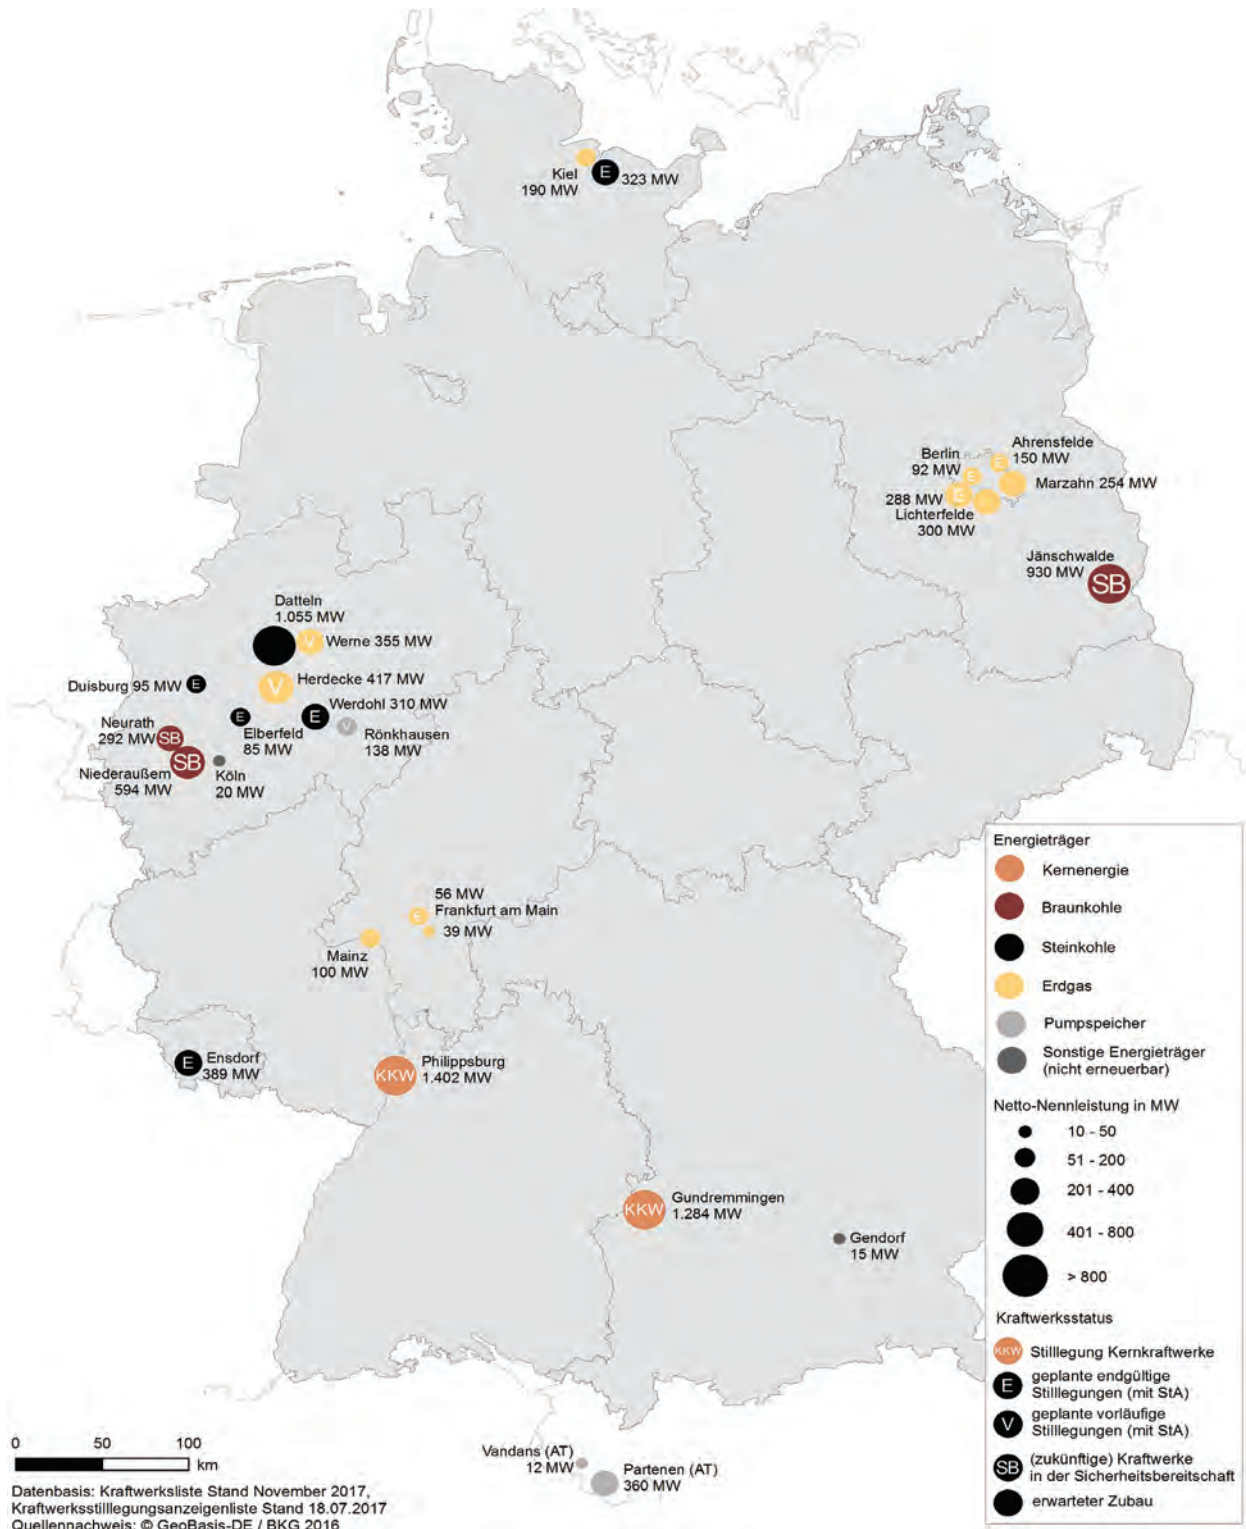 Kiel
190 MW
E
323 MW
Ahrensfelde
150 MW
E
Berlin
92 MW
E
Marzahn 254 MW
288 MW
E
Lichterfelde
300 MW
Jänschwalde
930 MW
SB
Datteln
1.055 MW
V
Werne 355 MW
Herdecke 417 MW
V
Duisburg 95 MW
E
Werdohl 310 MW
E
E
Elberfeld
85 MW
V
Rönkhausen
138 MW
Neurath
292 MW
SB
Niederaußem
594 MW
SB
Köln
20 MW
56 MW
E
Frankfurt am Main
39 MW
Mainz
100 MW
E
Ensdorf
389 MW
KKW
Philippsburg
1.402 MW
KKW
Gundremmingen
1.284 MW
Gendorf
15 MW
Vandans (AT)
12 MW
Partenen (AT)
360 MW
Energieträger
Kernenergie
Braunkohle
Steinkohle
Erdgas
Pumpspeicher
Sonstige Energieträger
(nicht erneuerbar)
Netto-Nennleistung in MW
10 - 50
51 - 200
201 - 400
401 - 800
> 800
Kraftwerksstatus
KKW Stilllegung Kernkraftwerke
E geplante endgültige
Stilllegungen (mit StA)
V geplante vorläufige
Stilllegungen (mit StA)
SB (zukünftige) Kraftwerke
in der Sicherheitsbereitschaft
erwarteter Zubau
0 50 100
km
Datenbasis: Kraftwerksliste Stand November 2017,
Kraftwerksstilllegungsanzeigenliste Stand 18.07.2017
Quellennachweis: © GeoBasis-DE / BKG 2016